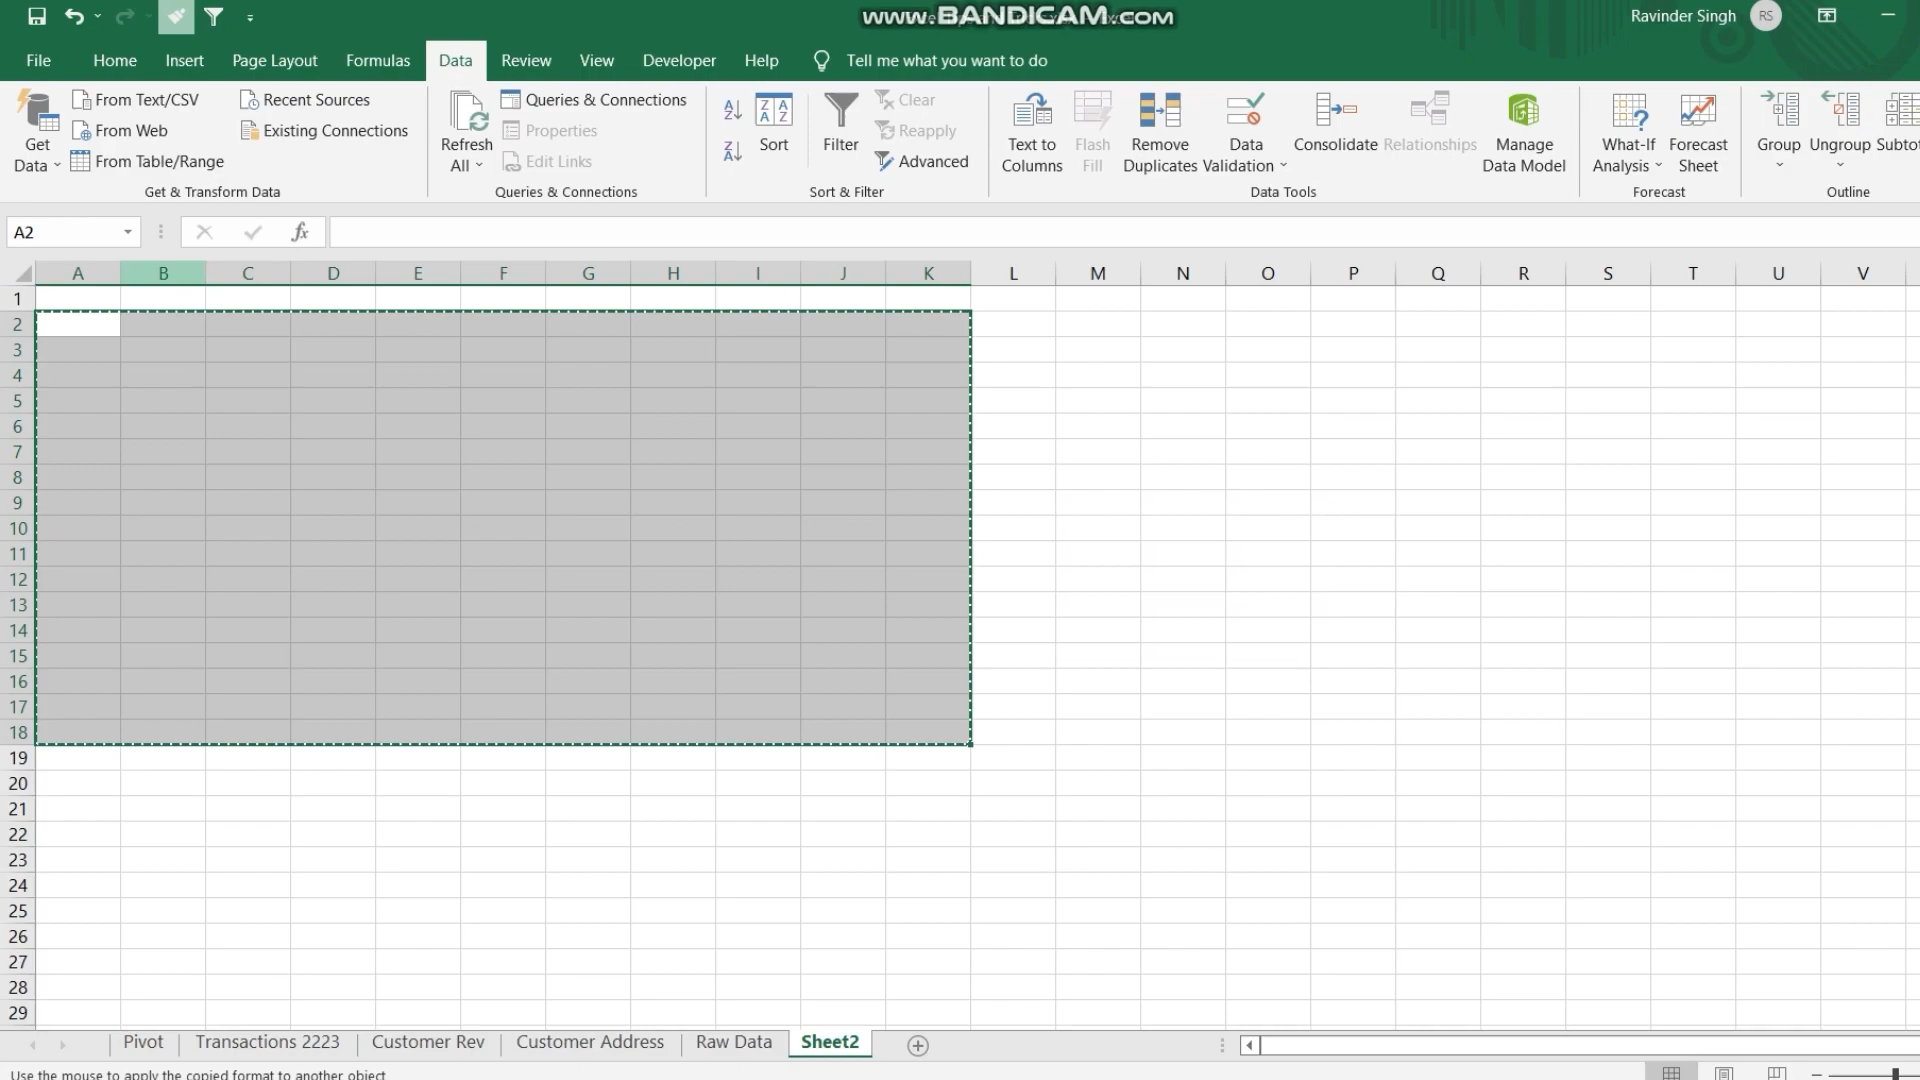 www.BANDICAM.com
Ravinder Singh RS
File Home Insert Page Layout Formulas Data Review View Developer Help Tell me what you want to do
From Text/CSV Recent Sources Queries & Connections Clear
From Web Existing Connections Properties Reapply
Get Data From Table/Range Refresh All Edit Links Sort Filter Advanced Text to Columns Flash Fill Remove Duplicates Data Validation Consolidate Relationships Manage Data Model What-If Analysis Forecast Sheet Group Ungroup
Get & Transform Data Queries & Connections Sort & Filter Data Tools Forecast Outline
A2 fx
A B C D E F G H I J K L M N O P Q R S T U V
1
2
3
4
5
6
7
8
9
10
11
12
13
14
15
16
17
18
19
20
21
22
23
24
25
26
27
28
29
Pivot Transactions 2223 Customer Rev Customer Address Raw Data Sheet2
Use the mouse to apply the copied format to another object